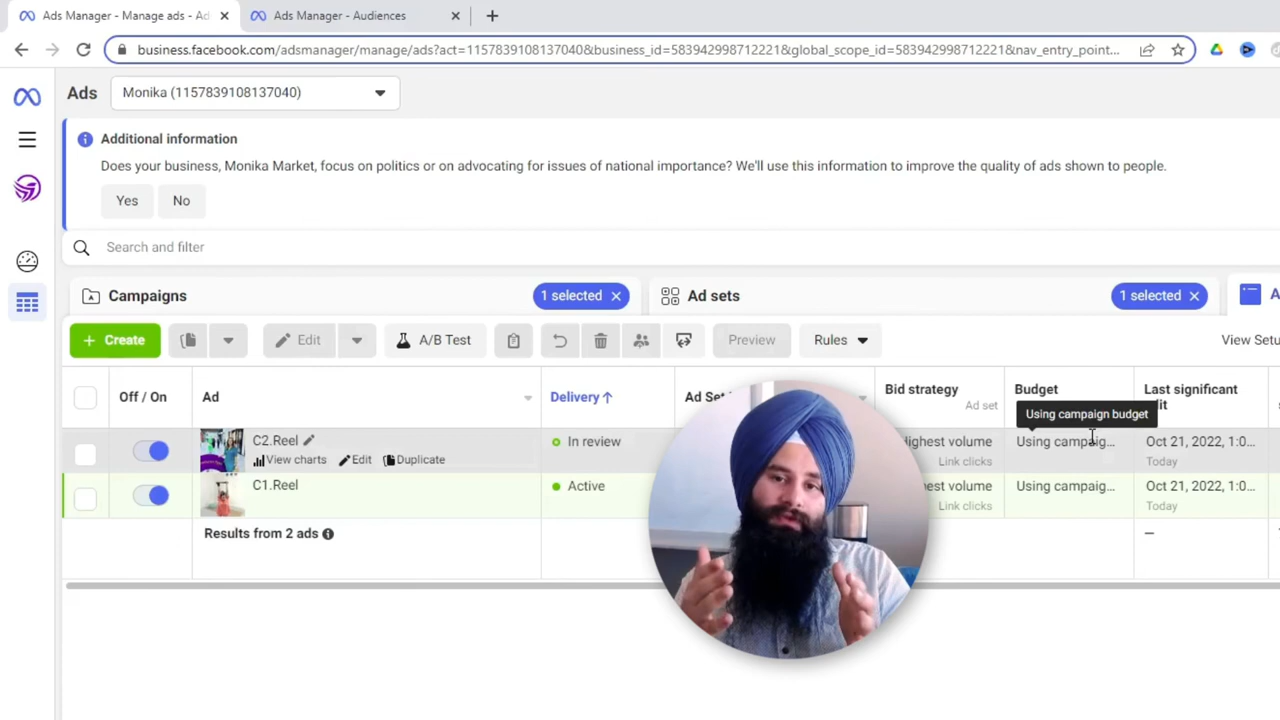 Ads Manager - Manage ads - Ad
Ads Manager - Audiences
business.facebook.com/adsmanager/manage/ads?act=1157839108137040&business_id=583942998712221&global_scope_id=583942998712221&nav_entry_point...
Ads
Monika (1157839108137040)
Additional information
Does your business, Monika Market, focus on politics or on advocating for issues of national importance? We'll use this information to improve the quality of ads shown to people.
Yes No
Search and filter
Campaigns 1 selected Ad sets 1 selected A
+ Create Edit A/B Test Preview Rules View Setu
Off / On Ad Delivery ↑ Ad Set Bid strategy Budget Last significant
Ad set
Using campaign budget
C2.Reel In review Highest volume Using campaig... Oct 21, 2022, 1:0...
View charts Edit Duplicate Link clicks Today
C1.Reel Active est volume Using campaig... Oct 21, 2022, 1:0...
Link clicks Today
Results from 2 ads —